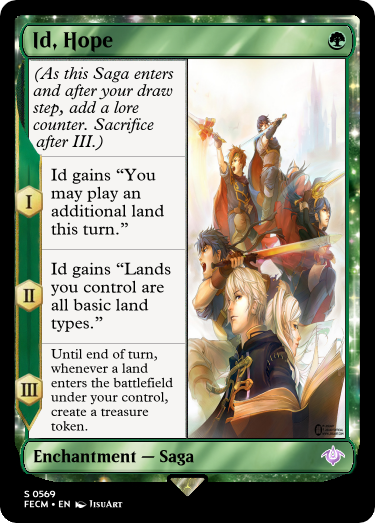 Id, Hope
(As this Saga enters
and after your draw
step, add a lore
counter. Sacrifice
after III.)
I
Id gains “You
may play an
additional land
this turn.”
II
Id gains “Lands
you control are
all basic land
types.”
III
Until end of turn,
whenever a land
enters the battlefield
under your control,
create a treasure
token.
Enchantment — Saga
S 0569
FECM • EN JisuArt